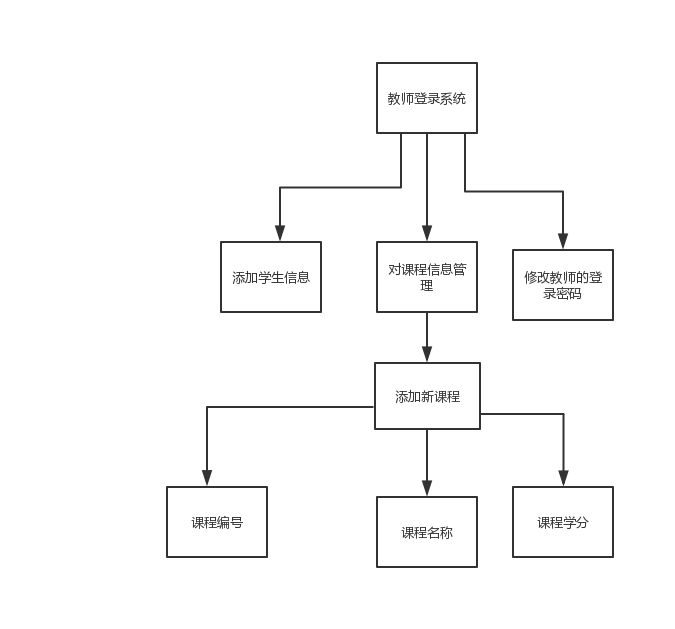 教师登录系统
添加学生信息
对课程信息管
理
修改教师的登
录密码
添加新课程
课程编号
课程名称
课程学分